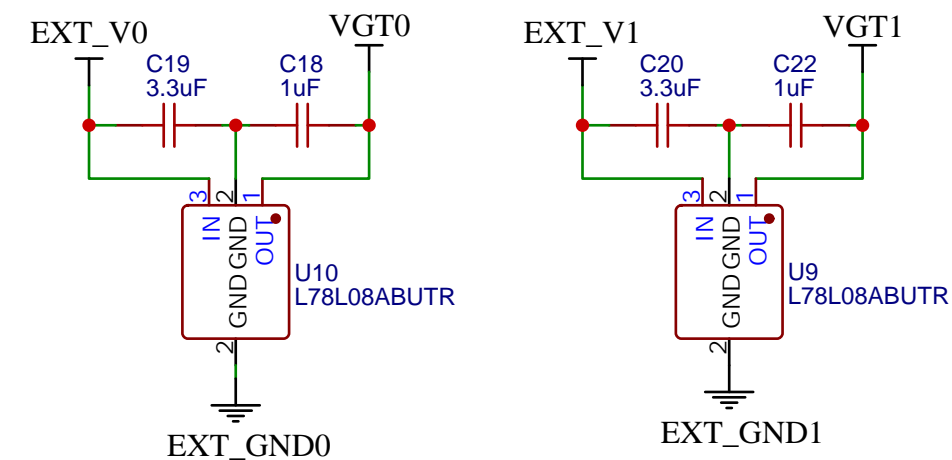 EXT_V0
VGT0
C19
3.3uF
C18
1uF
3
2
1
IN
GND
OUT
GND
U10
L78L08ABUTR
2
EXT_GND0
EXT_V1
VGT1
C20
3.3uF
C22
1uF
3
2
1
IN
GND
OUT
GND
U9
L78L08ABUTR
2
EXT_GND1